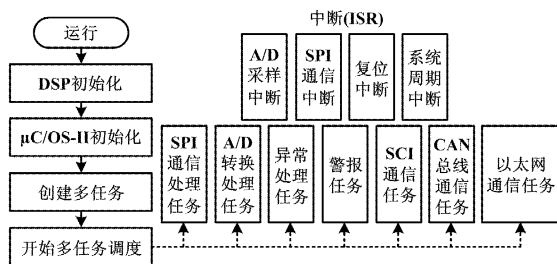 中断(ISR)
运行
DSP初始化
μC/OS-II初始化
创建多任务
开始多任务调度
A/D
采样
中断
SPI
通信
中断
复位
中断
系统
周期
中断
SPI
通信
处理
任务
A/D
转换
处理
任务
异常
处理
任务
警报
任务
SCI
通信
任务
CAN
总线
通信
任务
以太网
通信任务